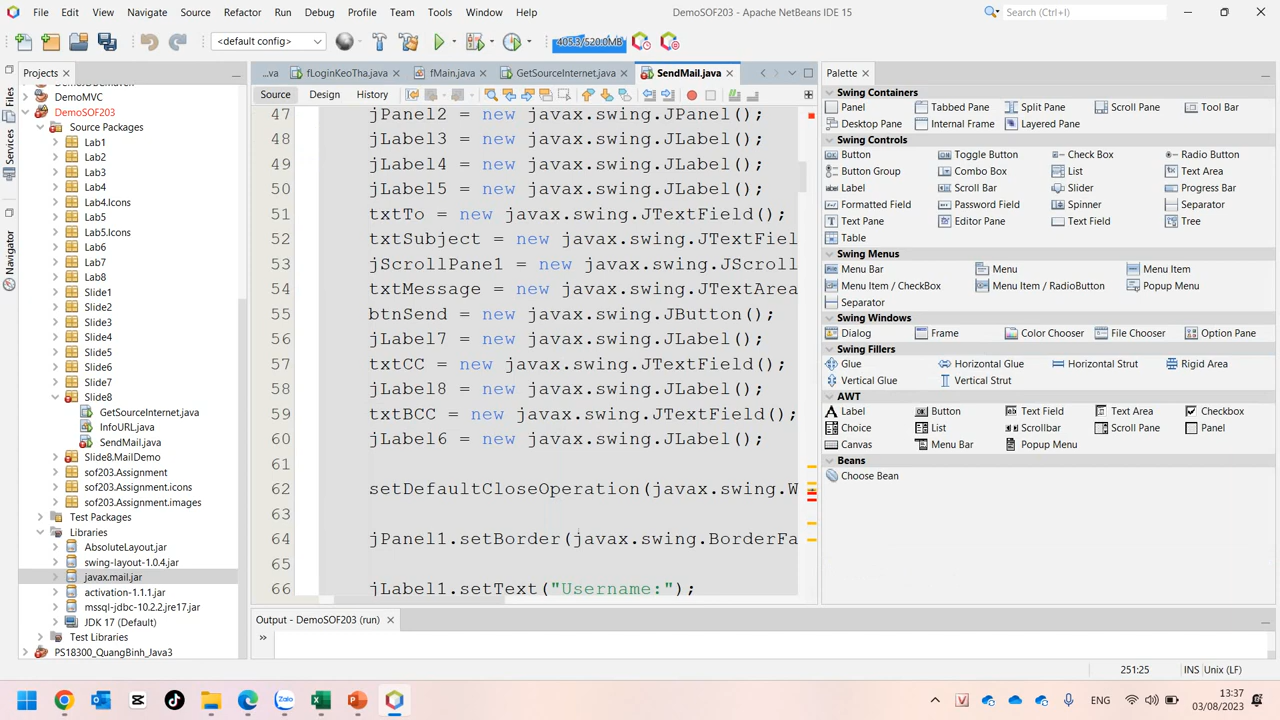 File Edit View Navigate Source Refactor Run Debug Profile Team Tools Window Help
DemoSOF203 - Apache NetBeans IDE 15
Search (Ctrl+I)
<default config>
405.3/520.0MB
Projects
...va fLoginKeoTha.java fMain.java GetSourceInternet.java SendMail.java
Palette
Source Design History
Files
Services
Navigator
DemoMVC
DemoSOF203
Source Packages
Lab1
Lab2
Lab3
Lab4
Lab4.Icons
Lab5
Lab5.Icons
Lab6
Lab7
Lab8
Slide1
Slide2
Slide3
Slide4
Slide5
Slide6
Slide7
Slide8
GetSourceInternet.java
InfoURL.java
SendMail.java
Slide8.MailDemo
sof203.Assignment
sof203.Assignment.icons
sof203.Assignment.images
Test Packages
Libraries
AbsoluteLayout.jar
swing-layout-1.0.4.jar
javax.mail.jar
activation-1.1.1.jar
mssql-jdbc-10.2.2.jre17.jar
JDK 17 (Default)
Test Libraries
PS18300_QuangBinh_Java3
47 jPanel2 = new javax.swing.JPanel();
48 jLabel3 = new javax.swing.JLabel();
49 jLabel4 = new javax.swing.JLabel();
50 jLabel5 = new javax.swing.JLabel();
51 txtTo = new javax.swing.JTextField();
52 txtSubject = new javax.swing.JTextFiel
53 jScrollPane1 = new javax.swing.JScroll
54 txtMessage = new javax.swing.JTextArea
55 btnSend = new javax.swing.JButton();
56 jLabel7 = new javax.swing.JLabel();
57 txtCC = new javax.swing.JTextField();
58 jLabel8 = new javax.swing.JLabel();
59 txtBCC = new javax.swing.JTextField();
60 jLabel6 = new javax.swing.JLabel();
61
62 setDefaultCloseOperation(javax.swing.W
63
64 jPanel1.setBorder(javax.swing.BorderFa
65
66 jLabel1.setText("Username:");
Swing Containers
Panel Tabbed Pane Split Pane Scroll Pane Tool Bar
Desktop Pane Internal Frame Layered Pane
Swing Controls
Button Toggle Button Check Box Radio Button
Button Group Combo Box List Text Area
Label Scroll Bar Slider Progress Bar
Formatted Field Password Field Spinner Separator
Text Pane Editor Pane Text Field Tree
Table
Swing Menus
Menu Bar Menu Menu Item
Menu Item / CheckBox Menu Item / RadioButton Popup Menu
Separator
Swing Windows
Dialog Frame Color Chooser File Chooser Option Pane
Swing Fillers
Glue Horizontal Glue Horizontal Strut Rigid Area
Vertical Glue Vertical Strut
AWT
Label Button Text Field Text Area Checkbox
Choice List Scrollbar Scroll Pane Panel
Canvas Menu Bar Popup Menu
Beans
Choose Bean
Output - DemoSOF203 (run)
251:25 INS Unix (LF)
Zalo
ENG
13:37
03/08/2023